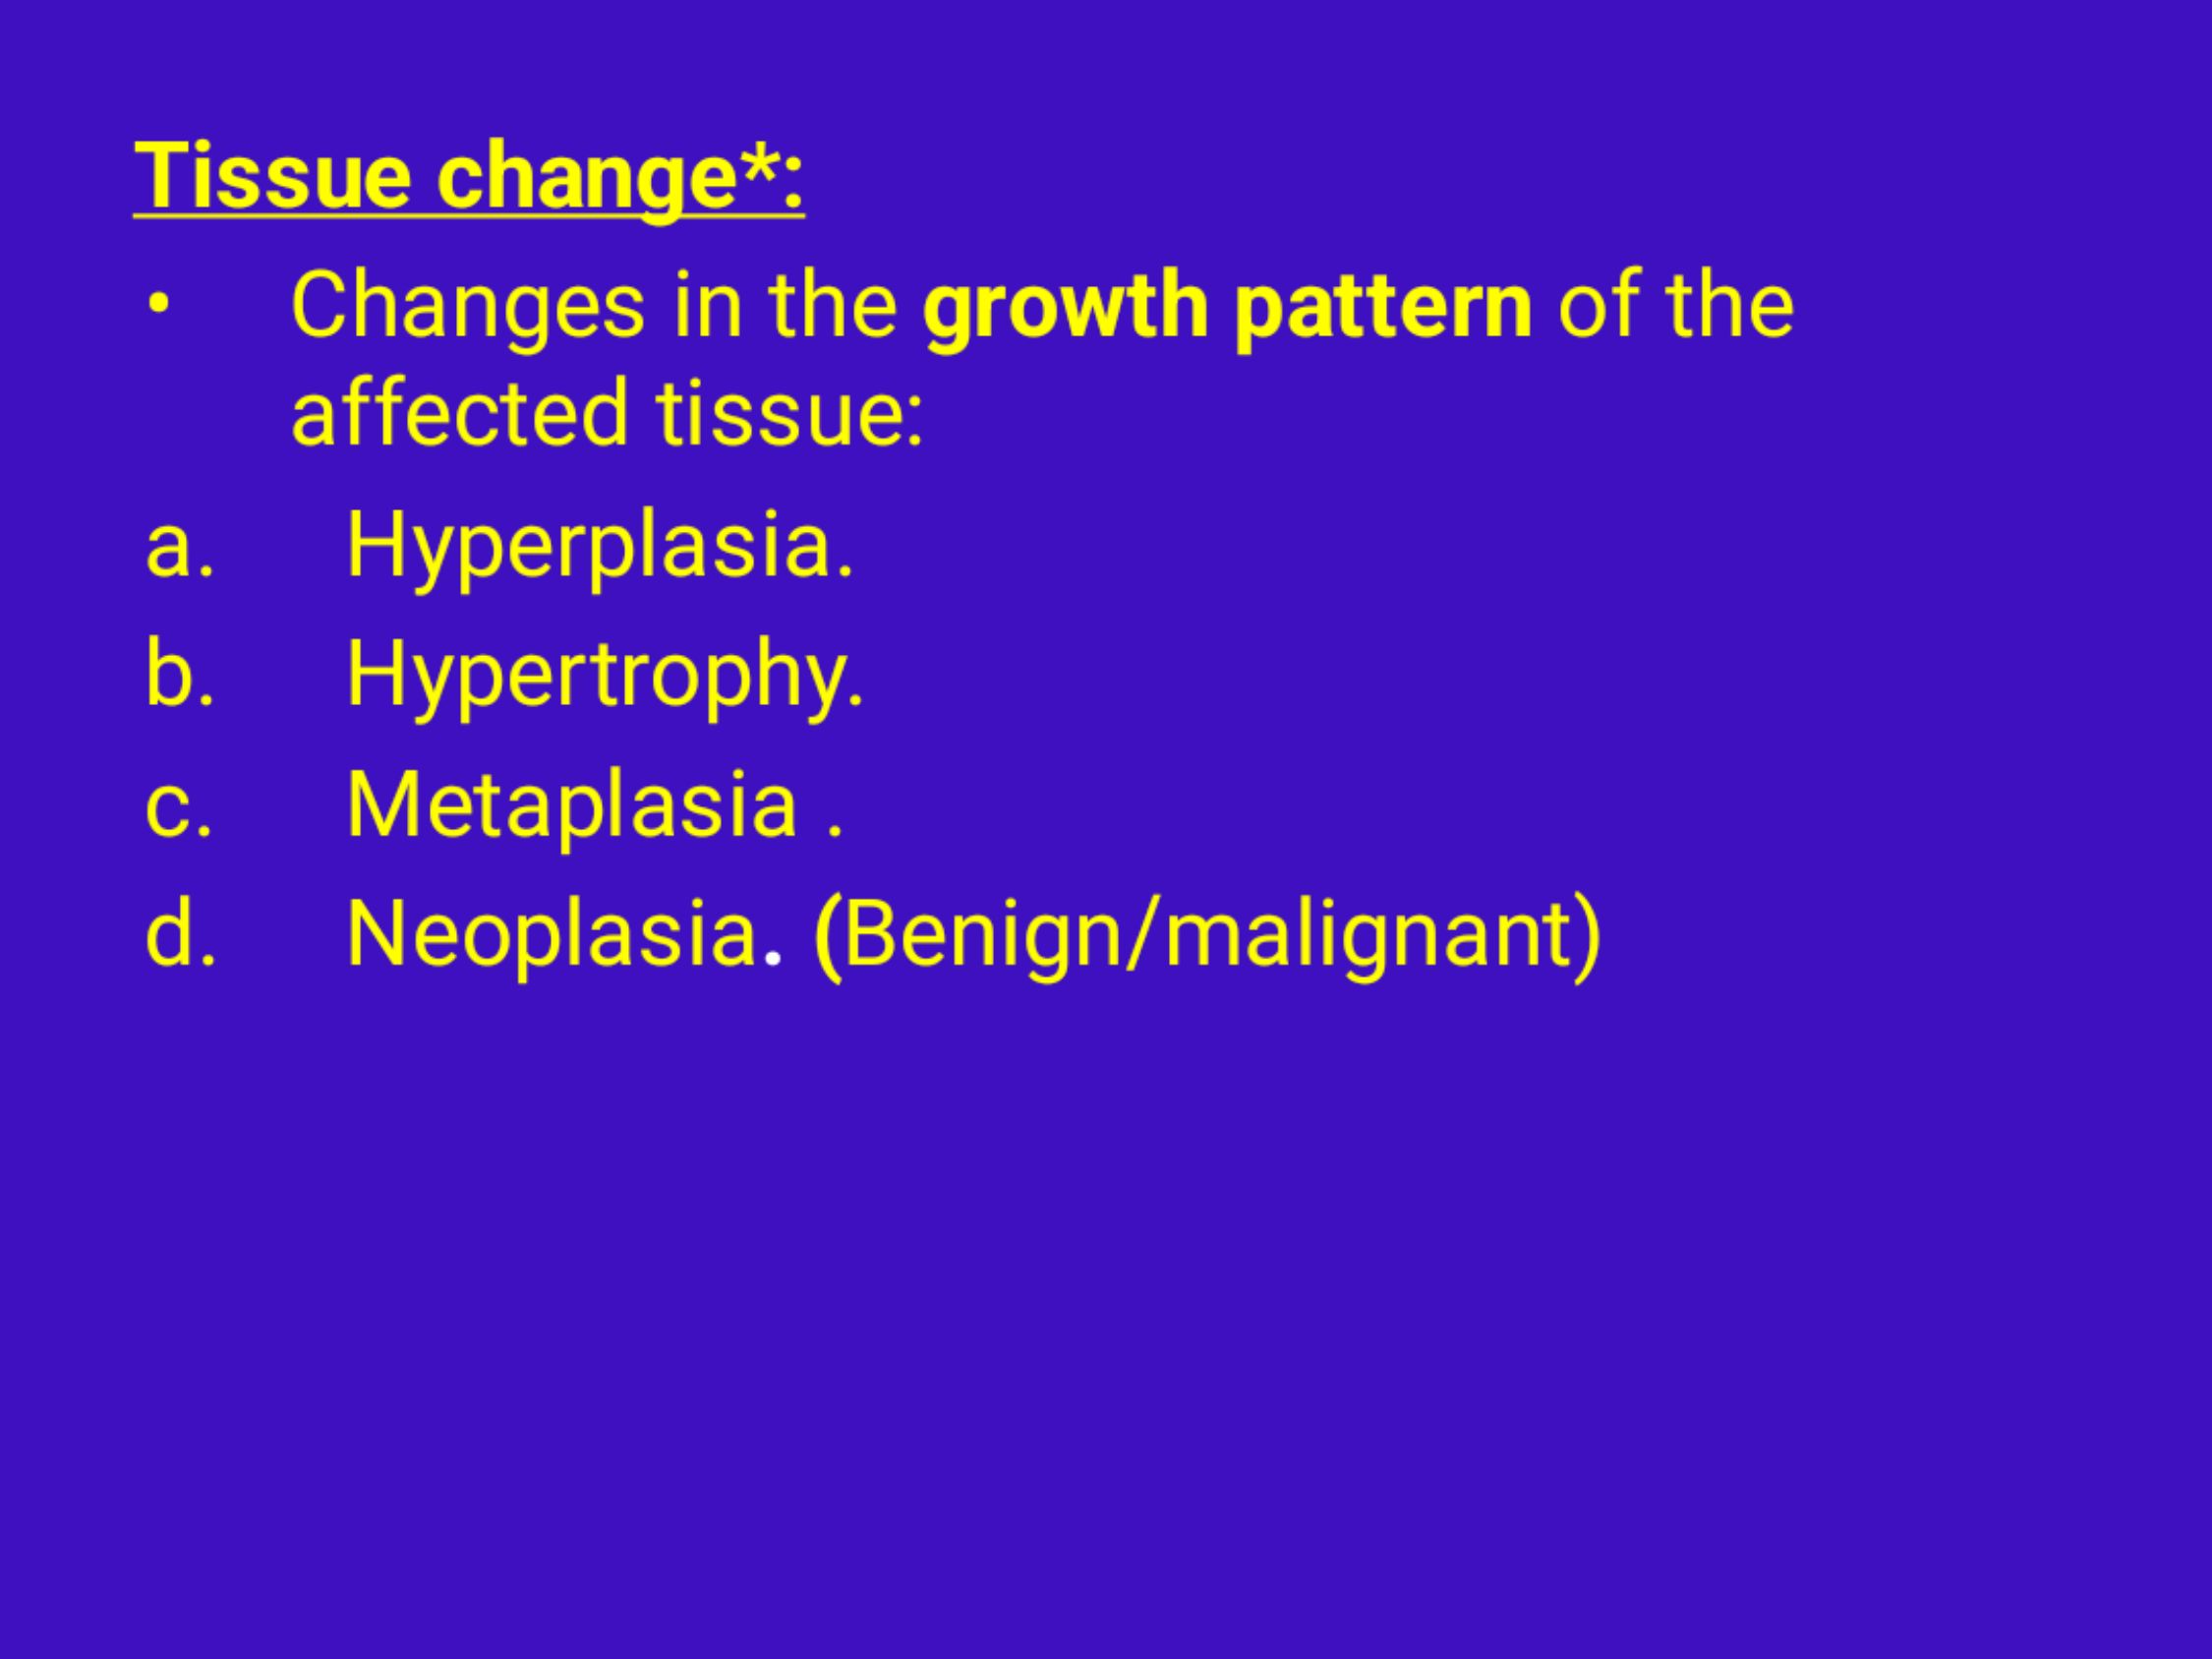 Tissue change*:
• Changes in the growth pattern of the
affected tissue:
a. Hyperplasia.
b. Hypertrophy.
c. Metaplasia .
d. Neoplasia. (Benign/malignant)